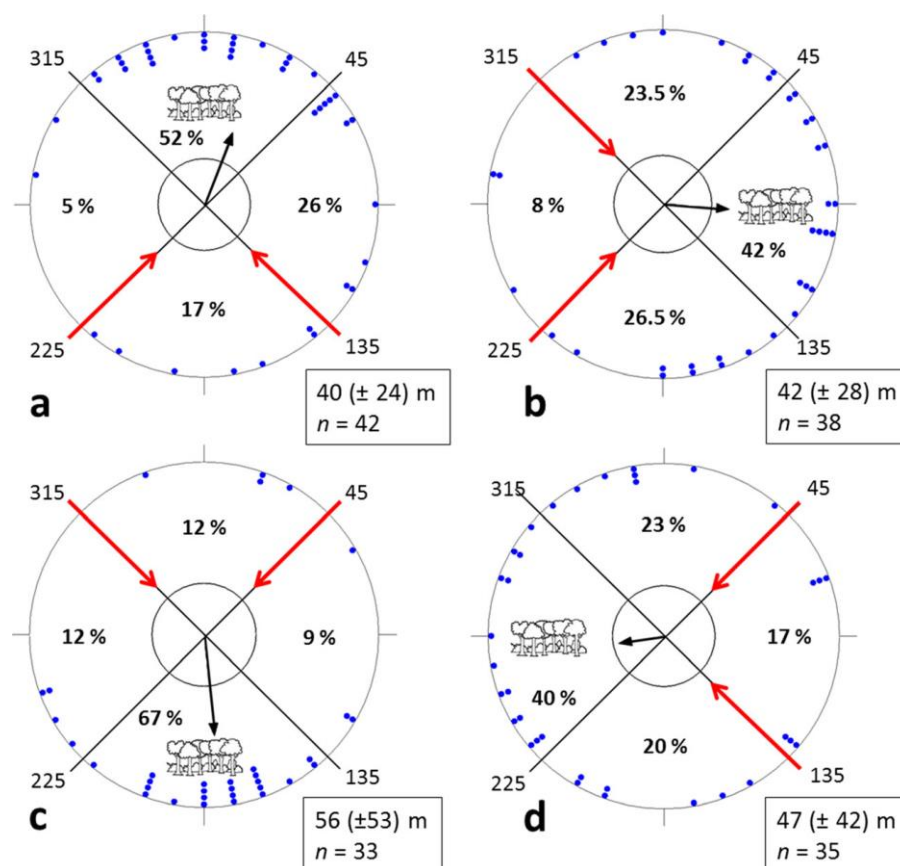 315
45
52 %
5 %
26 %
17 %
225
135
a
40 (± 24) m
n = 42
315
45
23.5 %
8 %
42 %
26.5 %
225
135
b
42 (± 28) m
n = 38
315
45
12 %
12 %
9 %
67 %
225
135
c
56 (±53) m
n = 33
315
45
23 %
17 %
40 %
20 %
225
135
d
47 (± 42) m
n = 35